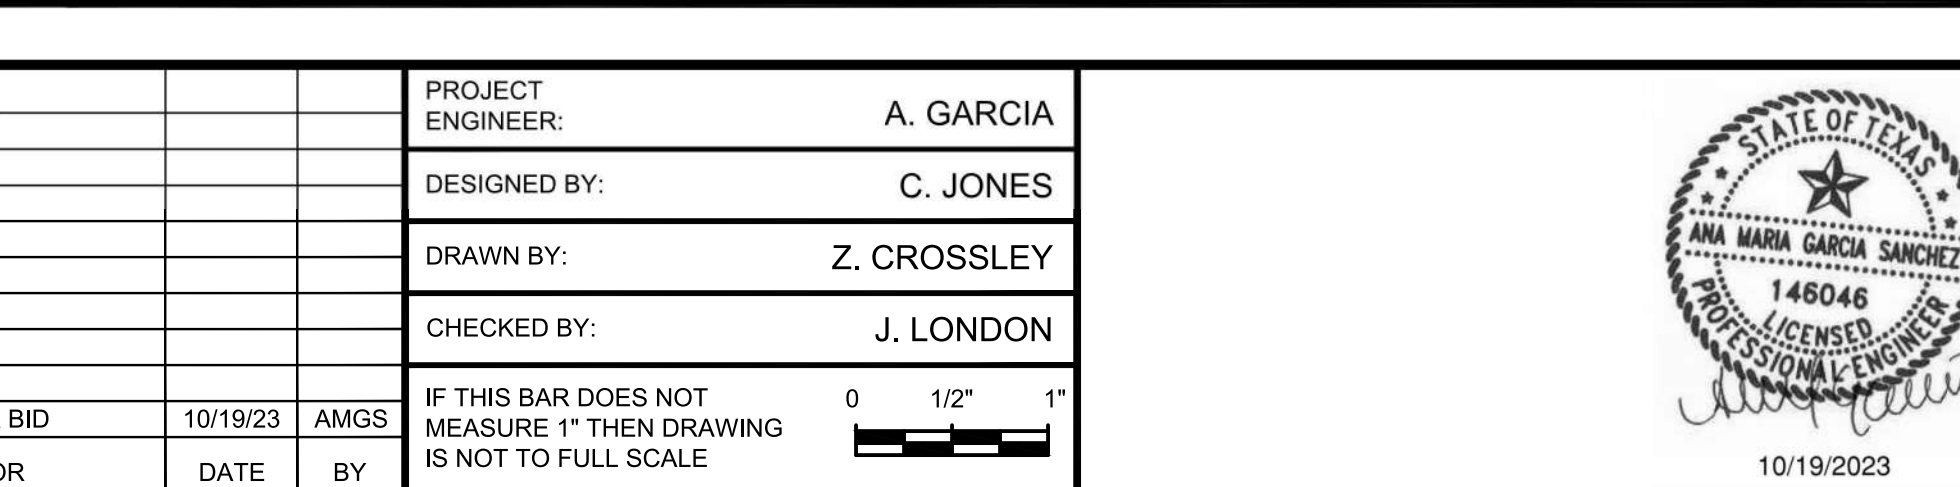 PROJECT
ENGINEER:
A. GARCIA
DESIGNED BY:
C. JONES
DRAWN BY:
Z. CROSSLEY
CHECKED BY:
J. LONDON
IF THIS BAR DOES NOT
MEASURE 1" THEN DRAWING
IS NOT TO FULL SCALE
0 1/2" 1"
BID 10/19/23 AMGS
OR DATE BY
STATE OF TEXAS
ANA MARIA GARCIA SANCHEZ
146046
LICENSED
PROFESSIONAL ENGINEER
10/19/2023